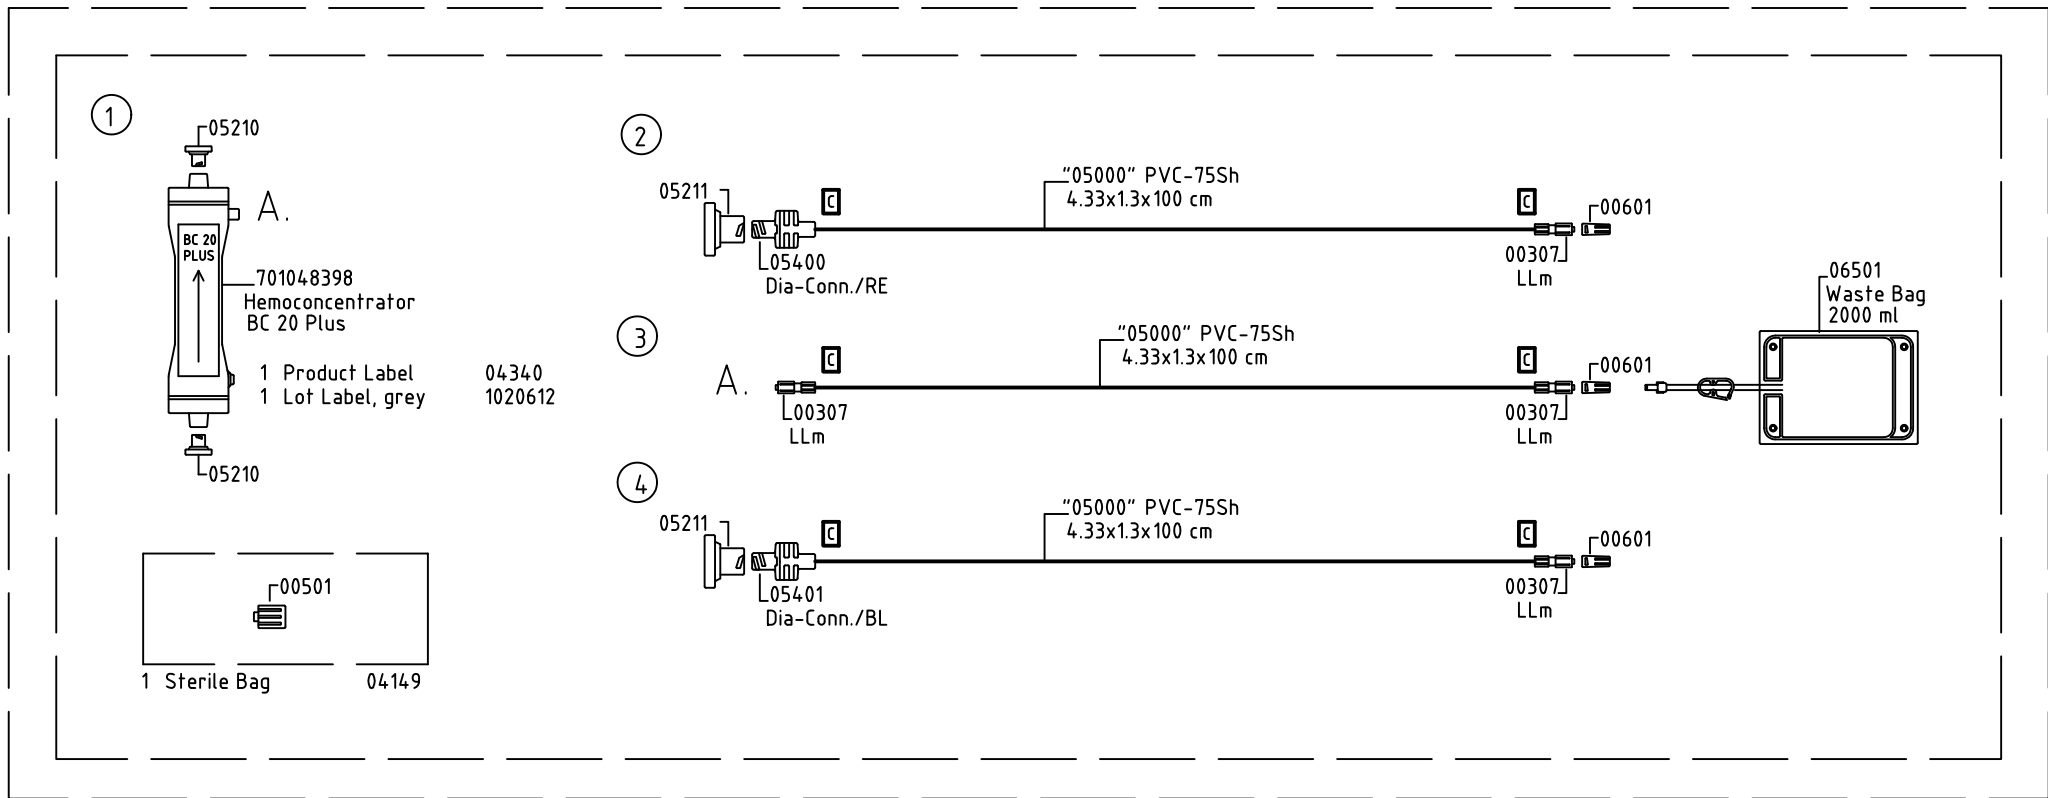 1
05210
A.
BC 20
PLUS
701048398
Hemoconcentrator
BC 20 Plus
1 Product Label 04340
1 Lot Label, grey 1020612
05210
00501
1 Sterile Bag 04149
2
05211
C
"05000" PVC-75Sh
4.33x1.3x100 cm
C
00601
05400
Dia-Conn./RE
00307
LLm
3
A.
C
"05000" PVC-75Sh
4.33x1.3x100 cm
C
00601
00307
LLm
00307
LLm
06501
Waste Bag
2000 ml
4
05211
C
"05000" PVC-75Sh
4.33x1.3x100 cm
C
00601
05401
Dia-Conn./BL
00307
LLm